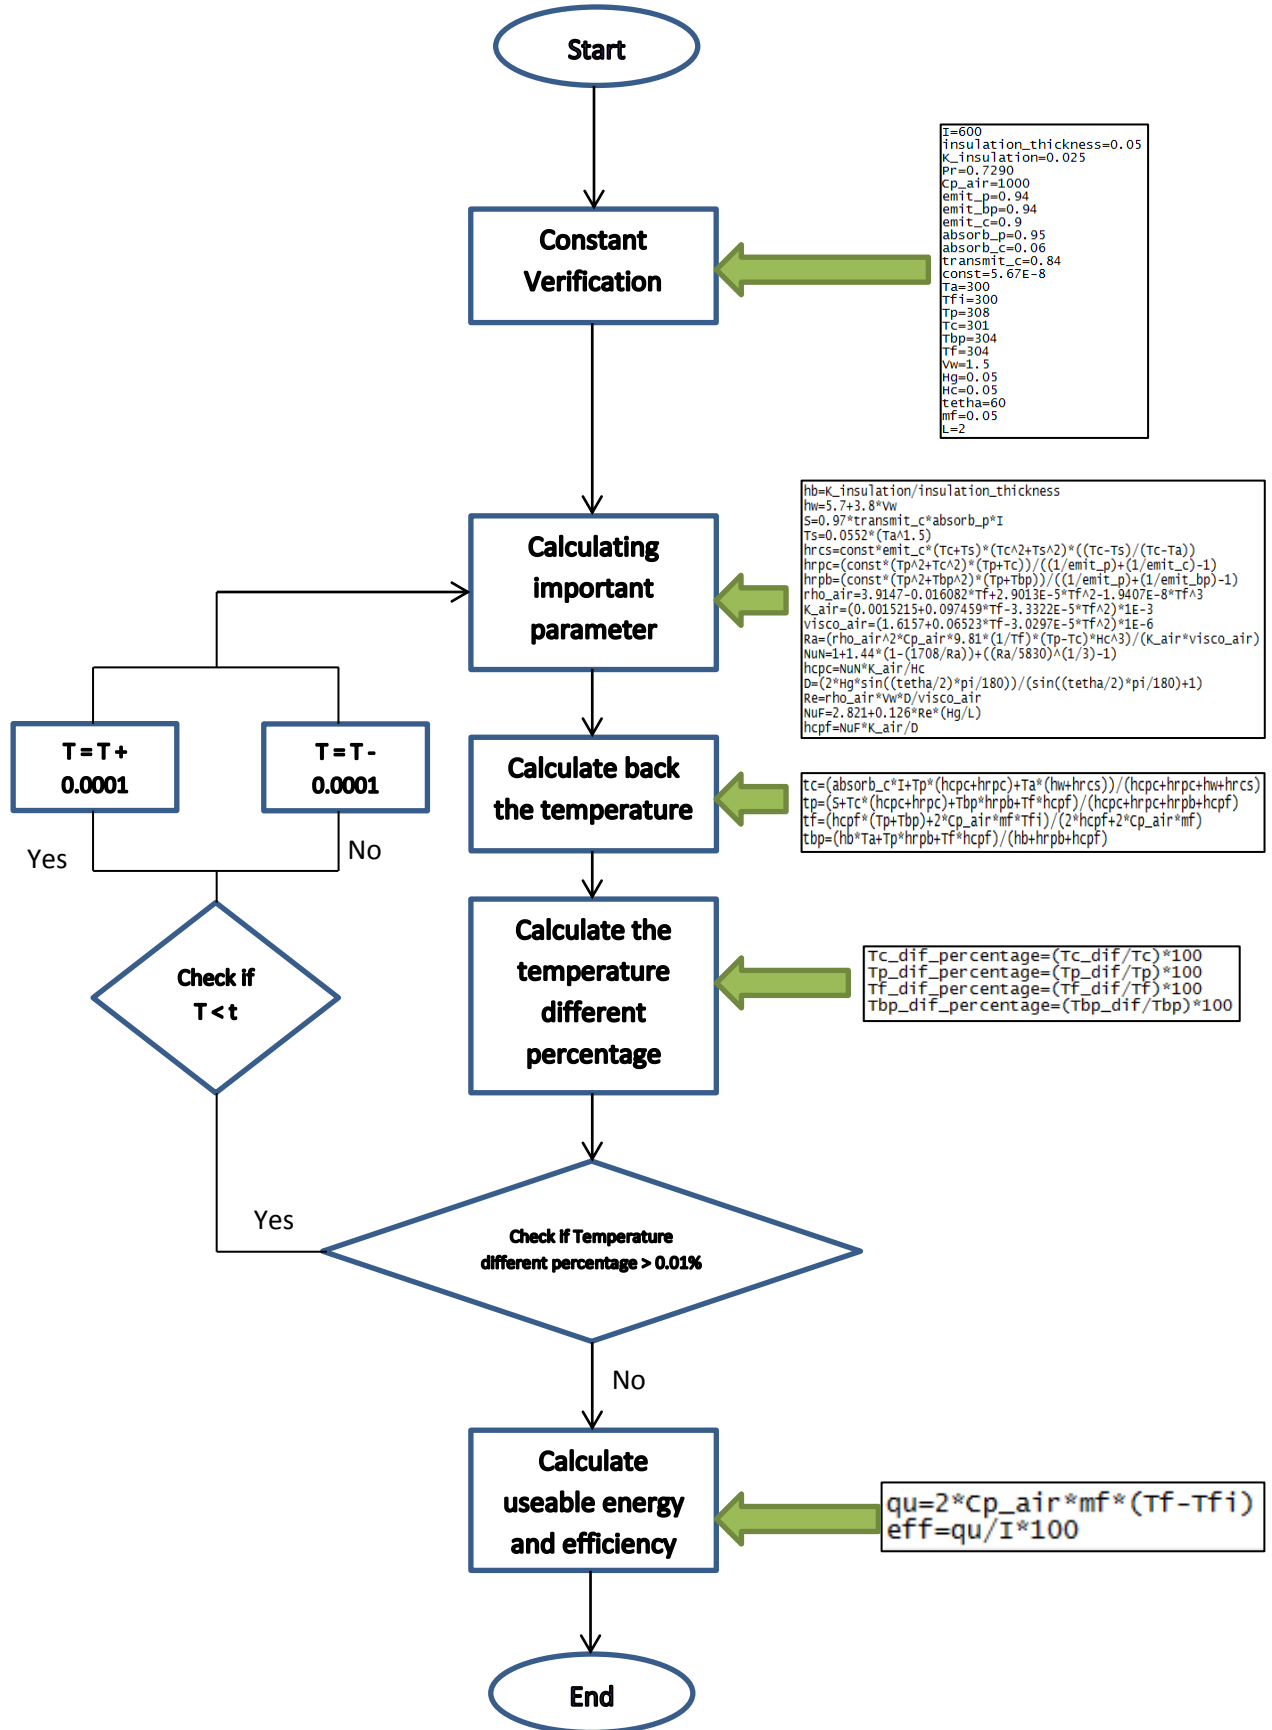 Start
I=600
insulation_thickness=0.05
K_insulation=0.025
Pr=0.7290
Cp_air=1000
emit_p=0.94
emit_bp=0.94
emit_c=0.9
absorb_p=0.95
absorb_c=0.06
transmit_c=0.84
const=5.67E-8
Ta=300
Tfi=300
Tp=308
Tc=301
Tbp=304
Tf=304
Vw=1.5
Hg=0.05
Hc=0.05
tetha=60
mf=0.05
L=2
Constant
Verification
hb=K_insulation/insulation_thickness
hw=5.7+3.8*Vw
S=0.97*transmit_c*absorb_p*I
Ts=0.0552*(Ta^1.5)
hrcs=const*emit_c*(Tc+Ts)*(Tc^2+Ts^2)*((Tc-Ts)/(Tc-Ta))
hrpc=(const*(Tp^2+Tc^2)*(Tp+Tc))/((1/emit_p)+(1/emit_c)-1)
hrpb=(const*(Tp^2+Tbp^2)*(Tp+Tbp))/((1/emit_p)+(1/emit_bp)-1)
rho_air=3.9147-0.016082*Tf+2.9013E-5*Tf^2-1.9407E-8*Tf^3
K_air=(0.0015215+0.097459*Tf-3.3322E-5*Tf^2)*1E-3
visco_air=(1.6157+0.06523*Tf-3.0297E-5*Tf^2)*1E-6
Ra=(rho_air^2*Cp_air*9.81*(1/Tf)*(Tp-Tc)*Hc^3)/(K_air*visco_air)
NuN=1+1.44*(1-(1708/Ra))+((Ra/5830)^(1/3)-1)
hcpc=NuN*K_air/Hc
D=(2*Hg*sin((tetha/2)*pi/180))/(sin((tetha/2)*pi/180)+1)
Re=rho_air*Vw*D/visco_air
NuF=2.821+0.126*Re*(Hg/L)
hcpf=NuF*K_air/D
Calculating
important
parameter
T = T +
0.0001
T = T -
0.0001
Calculate back
the temperature
tc=(absorb_c*I+Tp*(hcpc+hrpc)+Ta*(hw+hrcs))/(hcpc+hrpc+hw+hrcs)
tp=(S+Tc*(hcpc+hrpc)+Tbp*hrpb+Tf*hcpf)/(hcpc+hrpc+hrpb+hcpf)
tf=(hcpf*(Tp+Tbp)+2*Cp_air*mf*Tfi)/(2*hcpf+2*Cp_air*mf)
tbp=(hb*Ta+Tp*hrpb+Tf*hcpf)/(hb+hrpb+hcpf)
Yes
No
Check if
T < t
Calculate the
temperature
different
percentage
Tc_dif_percentage=(Tc_dif/Tc)*100
Tp_dif_percentage=(Tp_dif/Tp)*100
Tf_dif_percentage=(Tf_dif/Tf)*100
Tbp_dif_percentage=(Tbp_dif/Tbp)*100
Yes
Check if Temperature
different percentage > 0.01%
No
Calculate
useable energy
and efficiency
qu=2*Cp_air*mf*(Tf-Tfi)
eff=qu/I*100
End